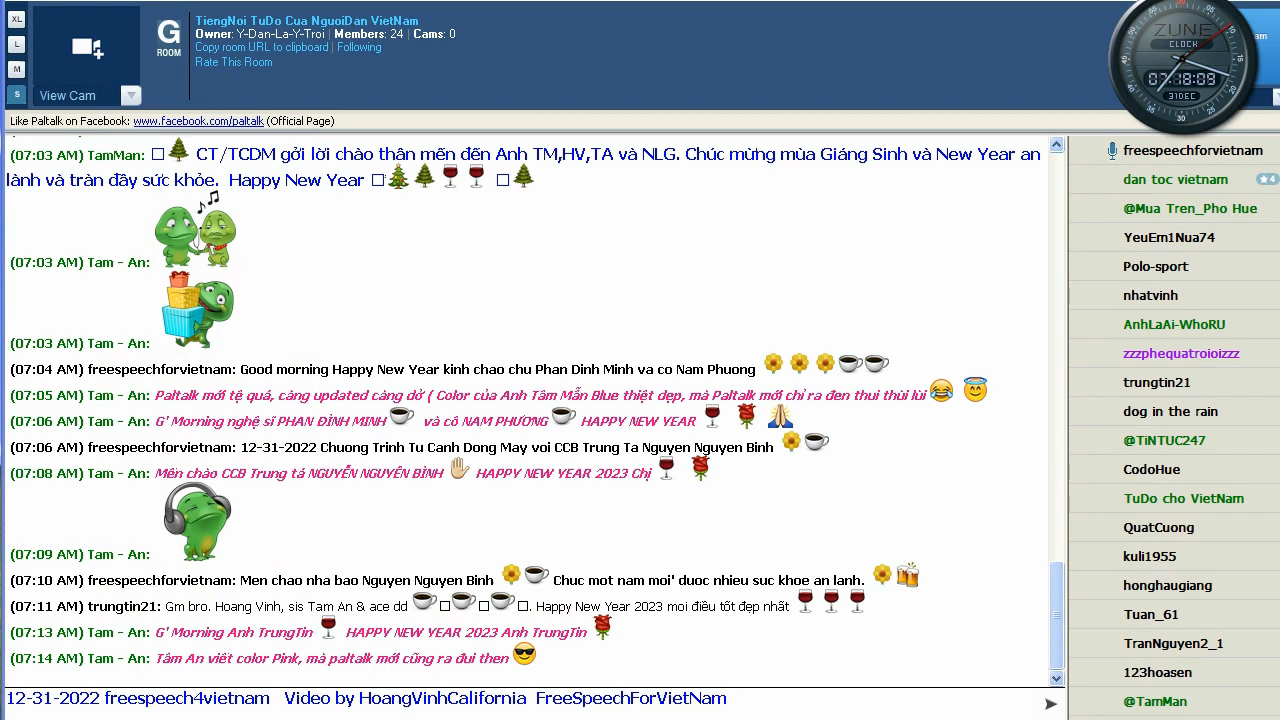 XL
L
M
S
View Cam
G
ROOM
TiengNoi TuDo Cua NguoiDan VietNam
Owner: Y-Dan-La-Y-Troi | Members: 24 | Cams: 0
Copy room URL to clipboard | Following
Rate This Room
ZUNE
CLOCK
07:18:09
31DEC
Like Paltalk on Facebook: www.facebook.com/paltalk (Official Page)
(07:03 AM) TamMan: CT/TCDM gởi lời chào thân mến đến Anh TM,HV,TA và NLG. Chúc mừng mùa Giáng Sinh và New Year an
lành và tràn đầy sức khỏe. Happy New Year
(07:03 AM) Tam - An:
(07:03 AM) Tam - An:
(07:04 AM) freespeechforvietnam: Good morning Happy New Year kinh chao chu Phan Dinh Minh va co Nam Phuong
(07:05 AM) Tam - An: Paltalk mới tệ quá, càng updated càng dở ( Color của Anh Tâm Mẫn Blue thiệt đẹp, mà Paltalk mới chỉ ra đen thui thùi lùi
(07:06 AM) Tam - An: G' Morning nghệ sĩ PHAN ĐÌNH MINH và cô NAM PHƯƠNG HAPPY NEW YEAR
(07:06 AM) freespeechforvietnam: 12-31-2022 Chuong Trinh Tu Canh Dong May voi CCB Trung Ta Nguyen Nguyen Binh
(07:08 AM) Tam - An: Mến chào CCB Trung tá NGUYỄN NGUYÊN BÌNH HAPPY NEW YEAR 2023 Chị
(07:09 AM) Tam - An:
(07:10 AM) freespeechforvietnam: Men chao nha bao Nguyen Nguyen Binh Chuc mot nam moi' duoc nhieu suc khoe an lanh.
(07:11 AM) trungtin21: Gm bro. Hoang Vinh, sis Tam An & ace dd . Happy New Year 2023 moi điều tốt đẹp nhất
(07:13 AM) Tam - An: G' Morning Anh TrungTin HAPPY NEW YEAR 2023 Anh TrungTin
(07:14 AM) Tam - An: Tâm An viết color Pink, mà paltalk mới cũng ra đui then
12-31-2022 freespeech4vietnam Video by HoangVinhCalifornia FreeSpeechForVietNam
freespeechforvietnam
dan toc vietnam
4
@Mua Tren_Pho Hue
YeuEm1Nua74
Polo-sport
nhatvinh
AnhLaAi-WhoRU
zzzphequatroioizzz
trungtin21
dog in the rain
@TiNTUC247
CodoHue
TuDo cho VietNam
QuatCuong
kuli1955
honghaugiang
Tuan_61
TranNguyen2_1
123hoasen
@TamMan